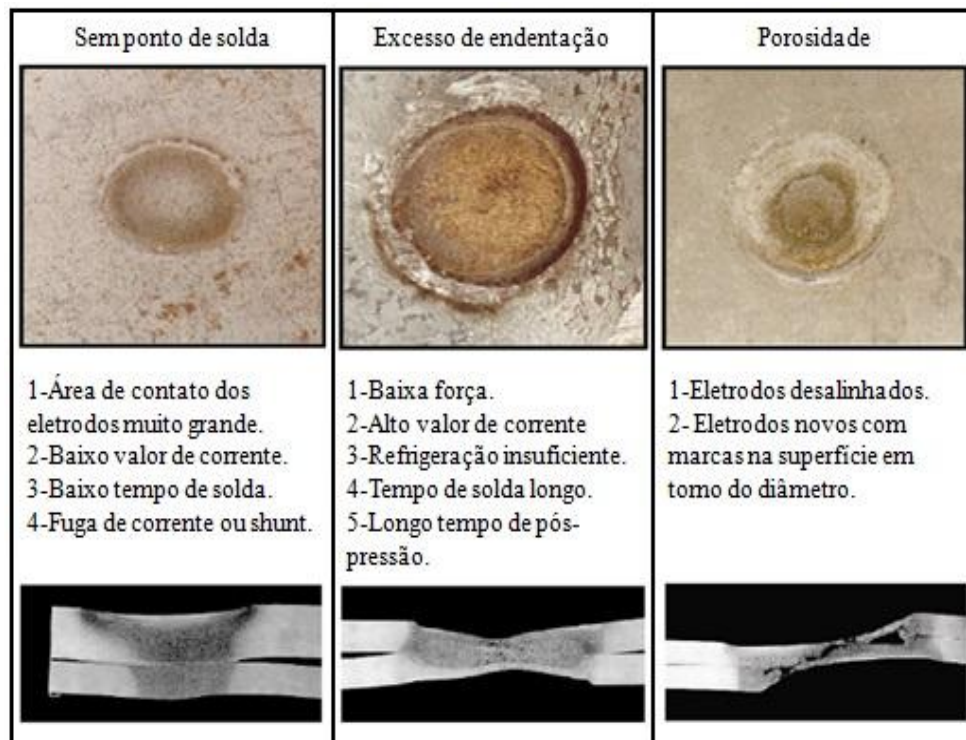 Sem ponto de solda
Excesso de endentação
Porosidade
1-Área de contato dos
eletrodos muito grande.
2-Baixo valor de corrente.
3-Baixo tempo de solda.
4-Fuga de corrente ou shunt.
1-Baixa força.
2-Alto valor de corrente
3-Refrigeração insuficiente.
4-Tempo de solda longo.
5-Longo tempo de pós-
pressão.
1-Eletrodos desalinhados.
2- Eletrodos novos com
marcas na superfície em
torno do diâmetro.